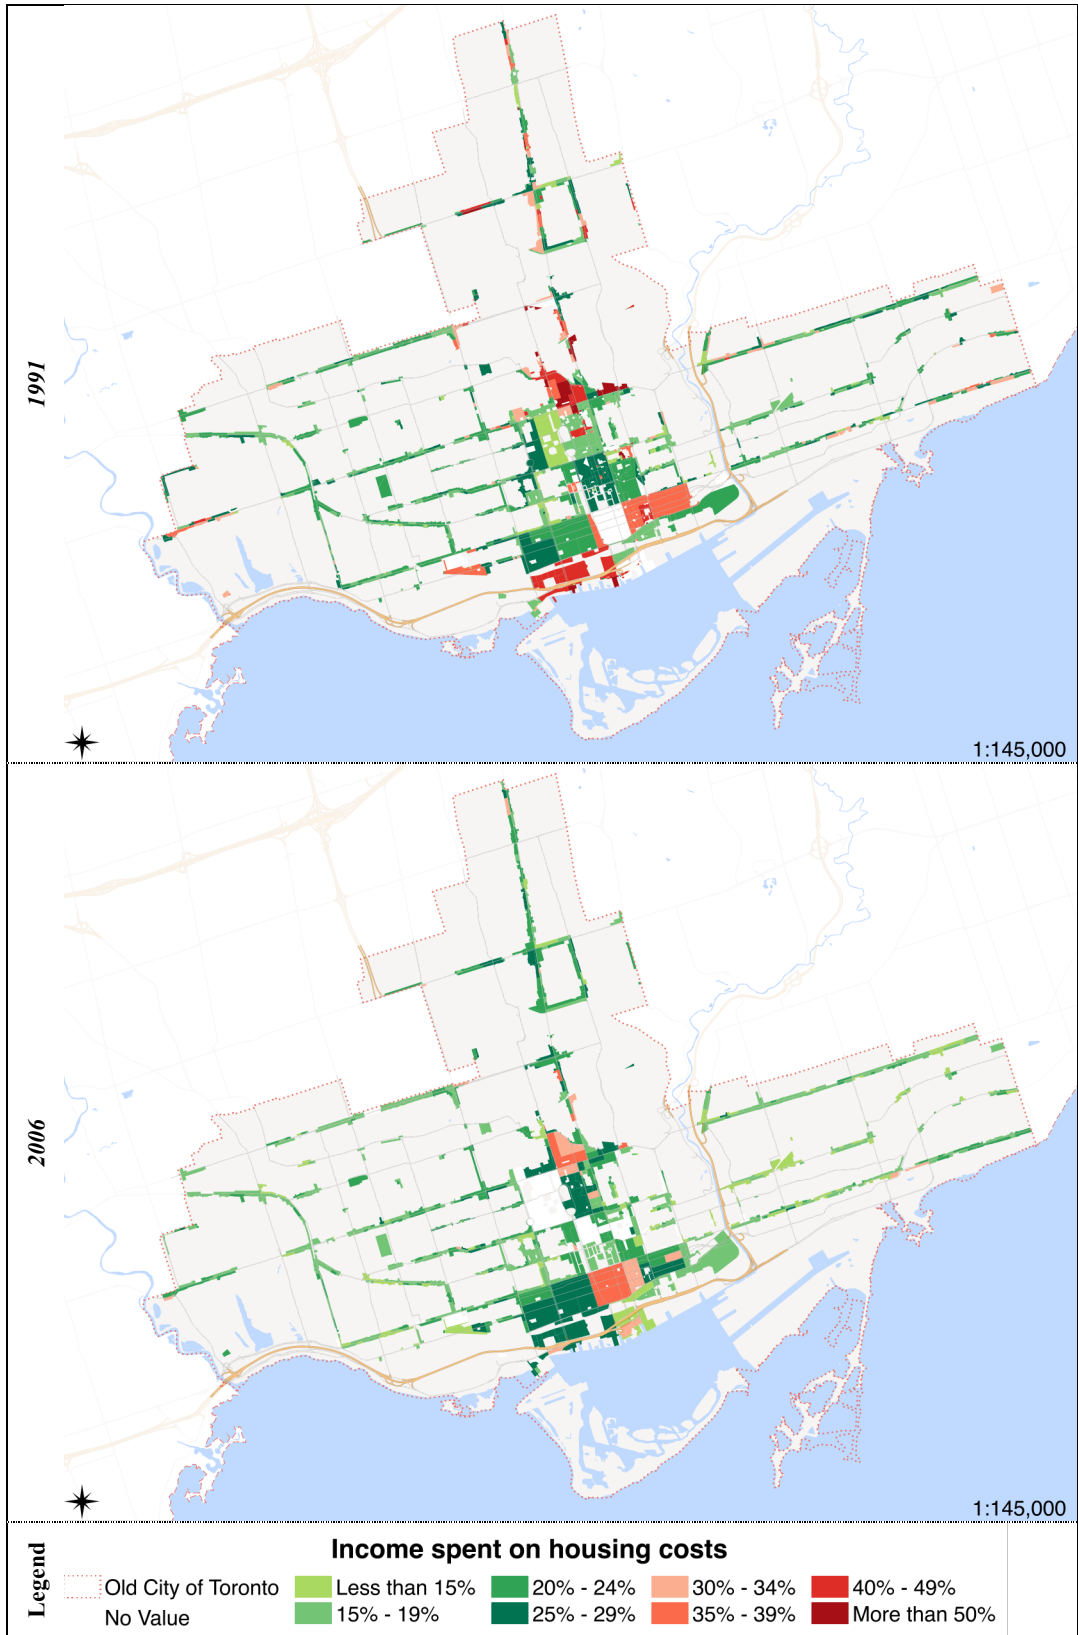 1991
1:145,000
2006
1:145,000
Legend
Income spent on housing costs
Old City of Toronto
Less than 15%
20% - 24%
30% - 34%
40% - 49%
No Value
15% - 19%
25% - 29%
35% - 39%
More than 50%